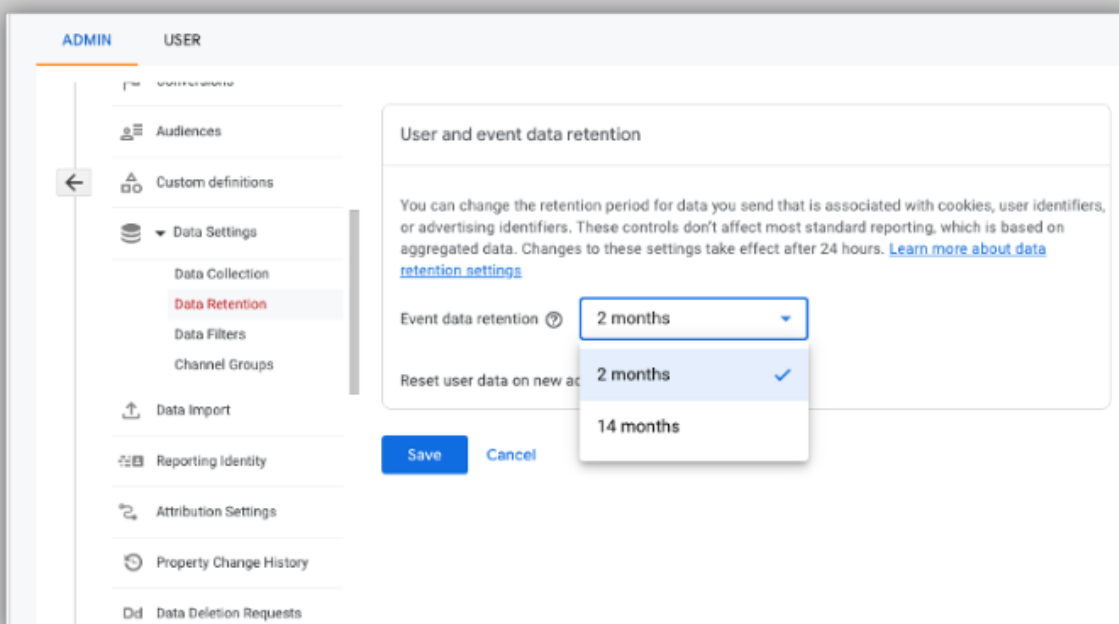 ADMIN USER
Conversions
Audiences
Custom definitions
Data Settings
Data Collection
Data Retention
Data Filters
Channel Groups
Data Import
Reporting Identity
Attribution Settings
Property Change History
Dd Data Deletion Requests
User and event data retention
You can change the retention period for data you send that is associated with cookies, user identifiers,
or advertising identifiers. These controls don't affect most standard reporting, which is based on
aggregated data. Changes to these settings take effect after 24 hours. Learn more about data
retention settings
Event data retention 2 months
2 months
14 months
Reset user data on new ac
Save Cancel